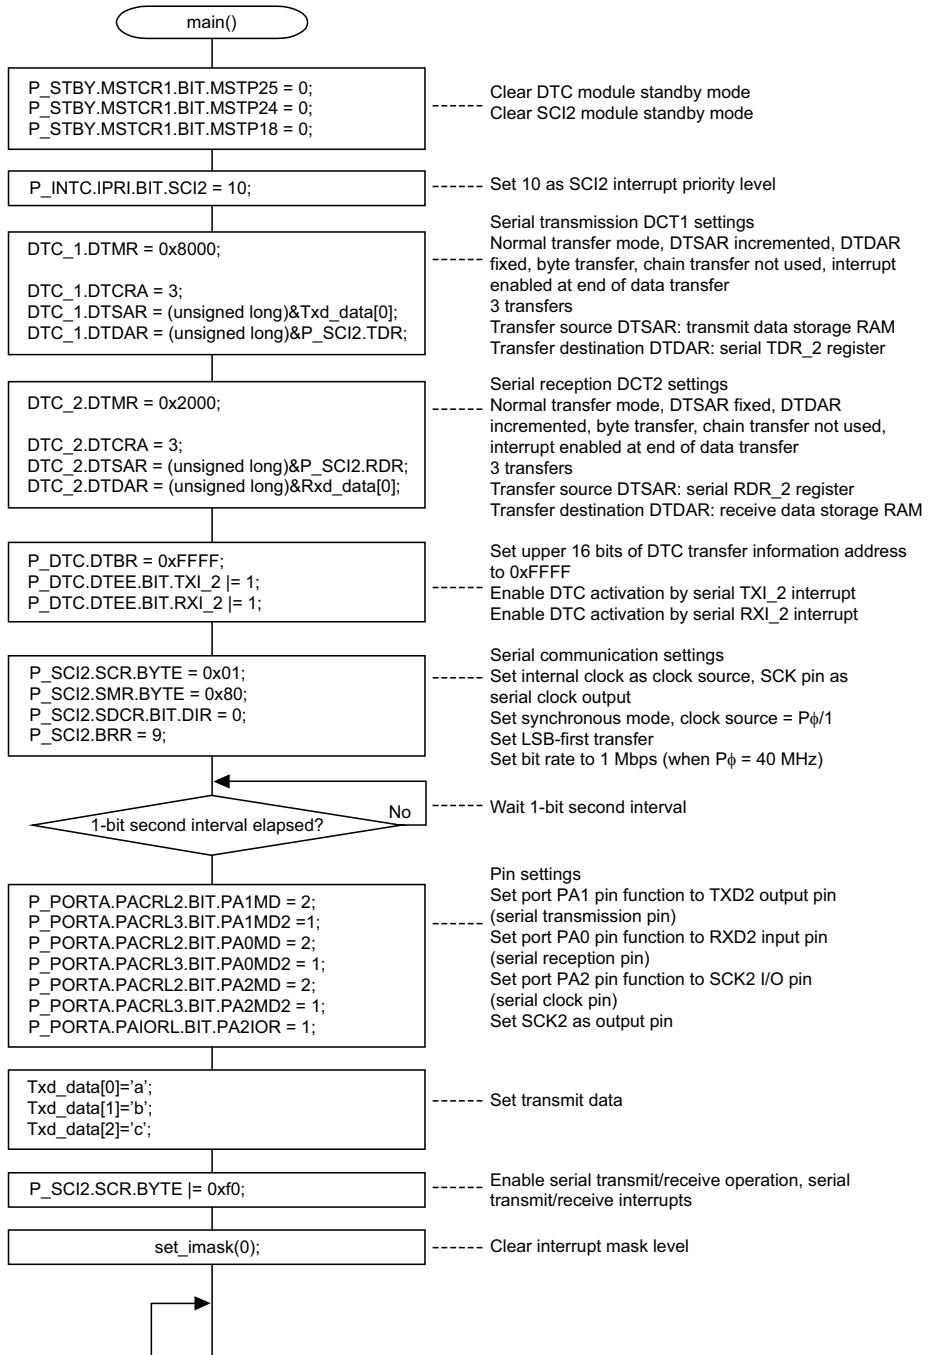 main()
P_STBY.MSTCR1.BIT.MSTP25 = 0;
P_STBY.MSTCR1.BIT.MSTP24 = 0;
P_STBY.MSTCR1.BIT.MSTP18 = 0;
Clear DTC module standby mode
Clear SCI2 module standby mode
P_INTC.IPRI.BIT.SCI2 = 10;
Set 10 as SCI2 interrupt priority level
DTC_1.DTMR = 0x8000;
DTC_1.DTCRA = 3;
DTC_1.DTSAR = (unsigned long)&Txd_data[0];
DTC_1.DTDAR = (unsigned long)&P_SCI2.TDR;
Serial transmission DCT1 settings
Normal transfer mode, DTSAR incremented, DTDAR
fixed, byte transfer, chain transfer not used, interrupt
enabled at end of data transfer
3 transfers
Transfer source DTSAR: transmit data storage RAM
Transfer destination DTDAR: serial TDR_2 register
DTC_2.DTMR = 0x2000;
DTC_2.DTCRA = 3;
DTC_2.DTSAR = (unsigned long)&P_SCI2.RDR;
DTC_2.DTDAR = (unsigned long)&Rxd_data[0];
Serial reception DCT2 settings
Normal transfer mode, DTSAR fixed, DTDAR
incremented, byte transfer, chain transfer not used,
interrupt enabled at end of data transfer
3 transfers
Transfer source DTSAR: serial RDR_2 register
Transfer destination DTDAR: receive data storage RAM
P_DTC.DTBR = 0xFFFF;
P_DTC.DTEE.BIT.TXI_2 |= 1;
P_DTC.DTEE.BIT.RXI_2 |= 1;
Set upper 16 bits of DTC transfer information address
to 0xFFFF
Enable DTC activation by serial TXI_2 interrupt
Enable DTC activation by serial RXI_2 interrupt
P_SCI2.SCR.BYTE = 0x01;
P_SCI2.SMR.BYTE = 0x80;
P_SCI2.SDCR.BIT.DIR = 0;
P_SCI2.BRR = 9;
Serial communication settings
Set internal clock as clock source, SCK pin as
serial clock output
Set synchronous mode, clock source = Pϕ/1
Set LSB-first transfer
Set bit rate to 1 Mbps (when Pϕ = 40 MHz)
1-bit second interval elapsed?
No
Wait 1-bit second interval
P_PORTA.PACRL2.BIT.PA1MD = 2;
P_PORTA.PACRL3.BIT.PA1MD2 =1;
P_PORTA.PACRL2.BIT.PA0MD = 2;
P_PORTA.PACRL3.BIT.PA0MD2 = 1;
P_PORTA.PACRL2.BIT.PA2MD = 2;
P_PORTA.PACRL3.BIT.PA2MD2 = 1;
P_PORTA.PAIORL.BIT.PA2IOR = 1;
Pin settings
Set port PA1 pin function to TXD2 output pin
(serial transmission pin)
Set port PA0 pin function to RXD2 input pin
(serial reception pin)
Set port PA2 pin function to SCK2 I/O pin
(serial clock pin)
Set SCK2 as output pin
Txd_data[0]=’a’;
Txd_data[1]=’b’;
Txd_data[2]=’c’;
Set transmit data
P_SCI2.SCR.BYTE |= 0xf0;
Enable serial transmit/receive operation, serial
transmit/receive interrupts
set_imask(0);
Clear interrupt mask level